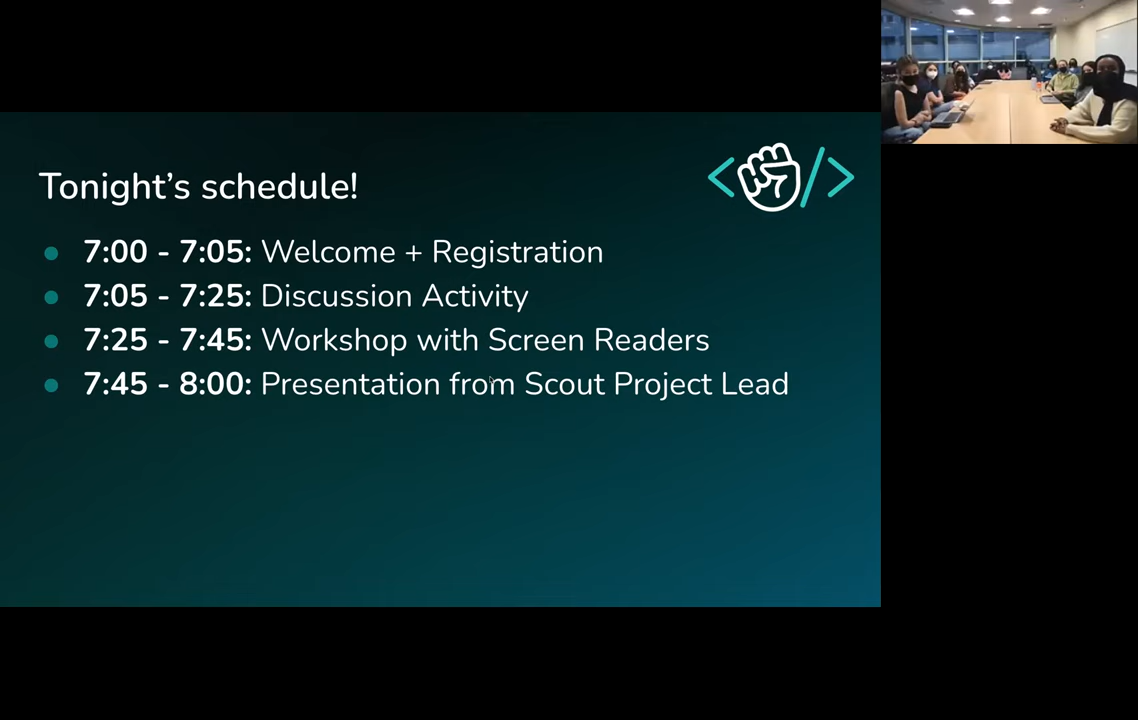 Tonight's schedule!
7:00 - 7:05: Welcome + Registration
7:05 - 7:25: Discussion Activity
7:25 - 7:45: Workshop with Screen Readers
7:45 - 8:00: Presentation from Scout Project Lead